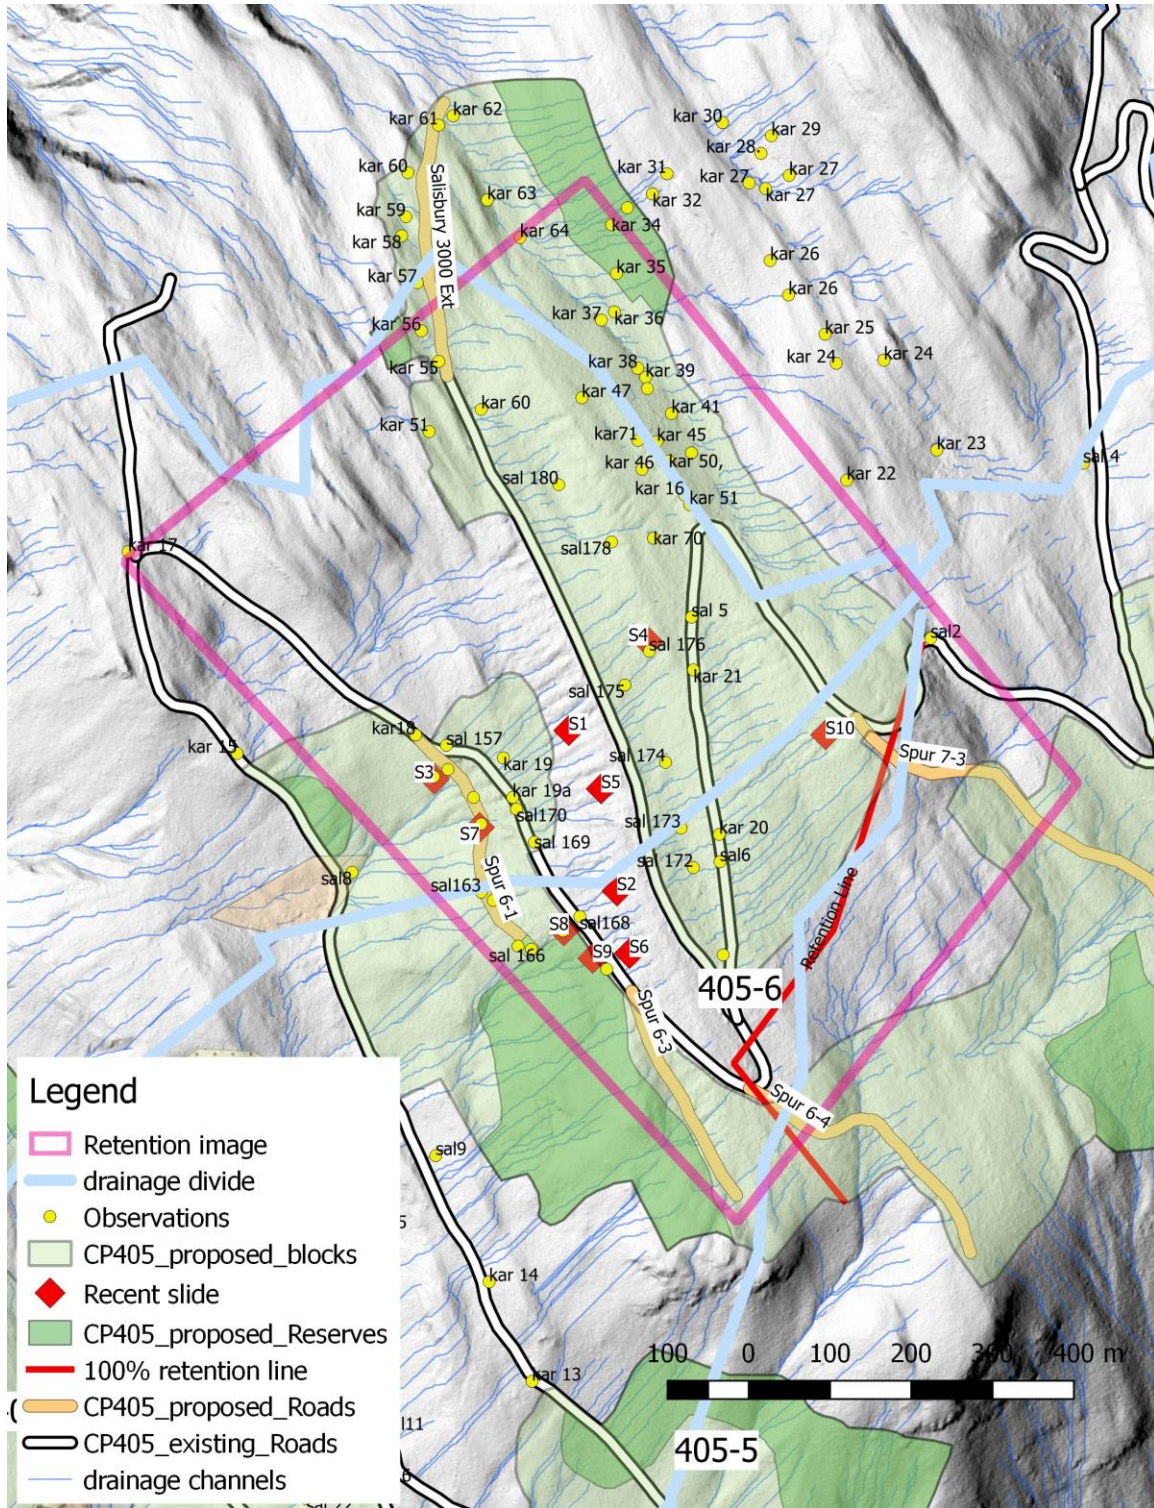 kar 62
kar 61
kar 30
kar 29
kar 28.
kar 60
kar 31
kar 27
kar 27
kar 27
Salisbury 3000 Ext
kar 63
kar 32
kar 59
kar 34
kar 58
kar 64
kar 26
kar 35
kar 57
kar 26
kar 37
kar 36
kar 56
kar 25
kar 55
kar 38
kar 24
kar 24
kar 39
kar 47
kar 60
kar 41
kar 51
kar71
kar 45
kar 23
kar 46
kar 50,
sal 4
sal 180
kar 16
kar 22
kar 51
kar 17
sal178
kar 70
sal 5
S4
sal 176
sal2
kar 21
sal 175
kar18
S1
S10
sal 157
kar 15
sal 174
Spur 7-3
kar 19
S3
S5
kar 19a
sal170
S7
sal 173
kar 20
sal 169
sal 172
sal6
sal8
sal163
Spur 6-1
S2
Retention Line
S8
sal168
sal 166
S9
S6
405-6
Spur 6-3
Spur 6-4
Legend
Retention image
drainage divide
Observations
CP405_proposed_blocks
Recent slide
CP405_proposed_Reserves
100% retention line
CP405_proposed_Roads
CP405_existing_Roads
drainage channels
sal9
5
kar 14
100 0 100 200 300 400 m
kar 13
l11
405-5
6